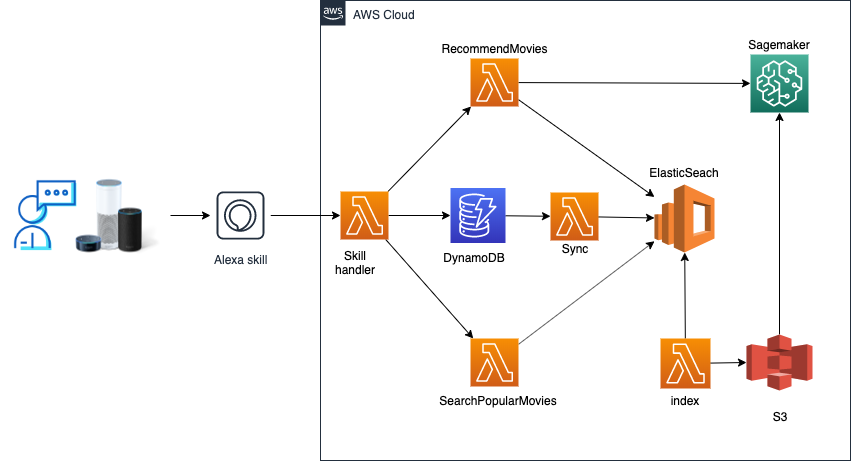 aws
AWS Cloud
RecommendMovies
Sagemaker
ElasticSeach
Alexa skill
Skill
handler
DynamoDB
Sync
SearchPopularMovies
index
S3